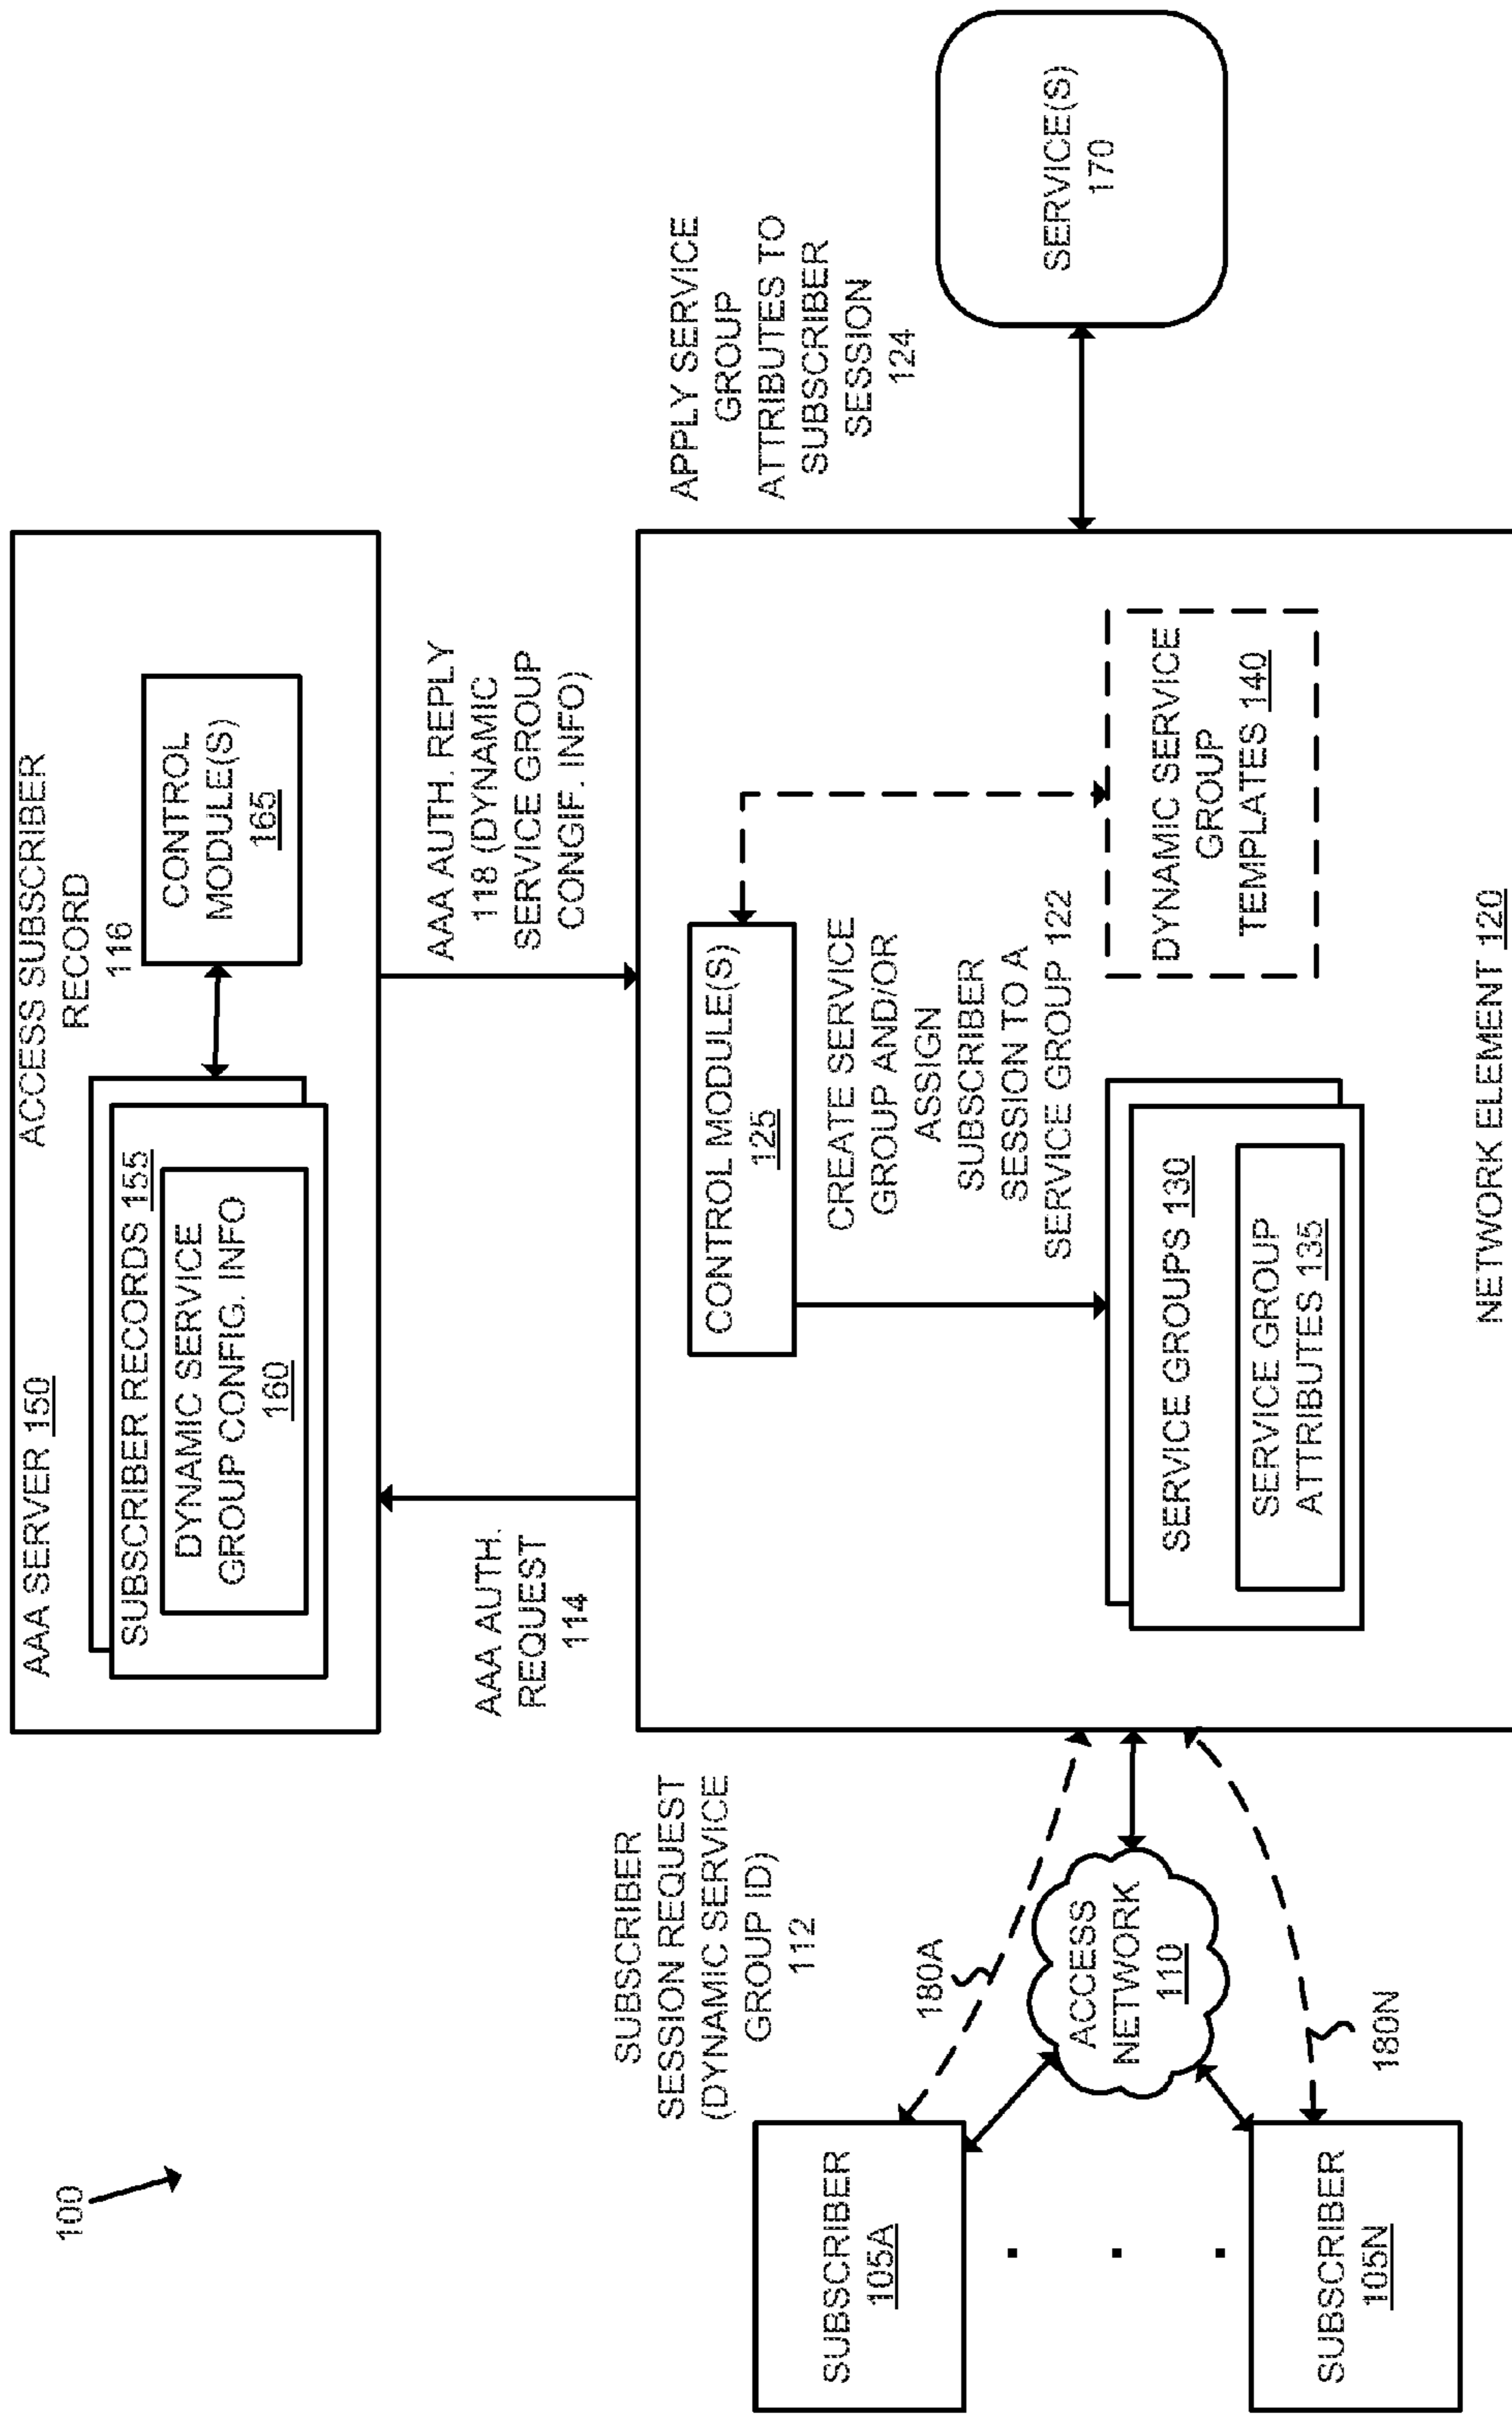 100
AAA SERVER 150
SUBSCRIBER RECORDS 155
DYNAMIC SERVICE
GROUP CONFIG. INFO
160
ACCESS SUBSCRIBER
RECORD
116
CONTROL
MODULE(S)
165
AAA AUTH.
REQUEST
114
AAA AUTH. REPLY
118 (DYNAMIC
SERVICE GROUP
CONGIF. INFO)
SUBSCRIBER
SESSION REQUEST
(DYNAMIC SERVICE
GROUP ID)
112
SUBSCRIBER
105A
SUBSCRIBER
105N
180A
ACCESS
NETWORK
110
180N
CONTROL MODULE(S)
125
CREATE SERVICE
GROUP AND/OR
ASSIGN
SUBSCRIBER
SESSION TO A
SERVICE GROUP 122
SERVICE GROUPS 130
SERVICE GROUP
ATTRIBUTES 135
DYNAMIC SERVICE
GROUP
TEMPLATES 140
NETWORK ELEMENT 120
APPLY SERVICE
GROUP
ATTRIBUTES TO
SUBSCRIBER
SESSION
124
SERVICE(S)
170